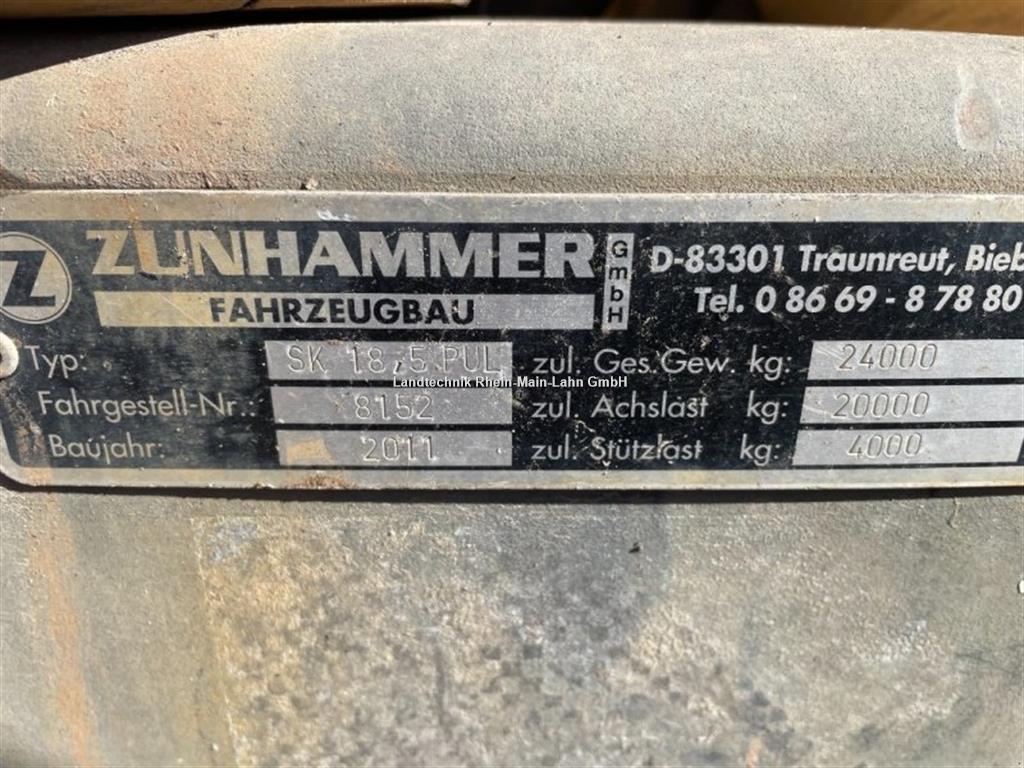 Z
ZUNHAMMER GmbH
FAHRZEUGBAU
D-83301 Traunreut,
Tel. 0 86 69 - 8 78 80
Typ: SK 18,5 PUL zul. Ges.Gew. kg: 24000
Landtechnik Rhein-Main-Lahn GmbH
Fahrgestell-Nr.: 8152 zul. Achslast kg: 20000
Baujahr: 2011 zul. Stützlast kg: 4000